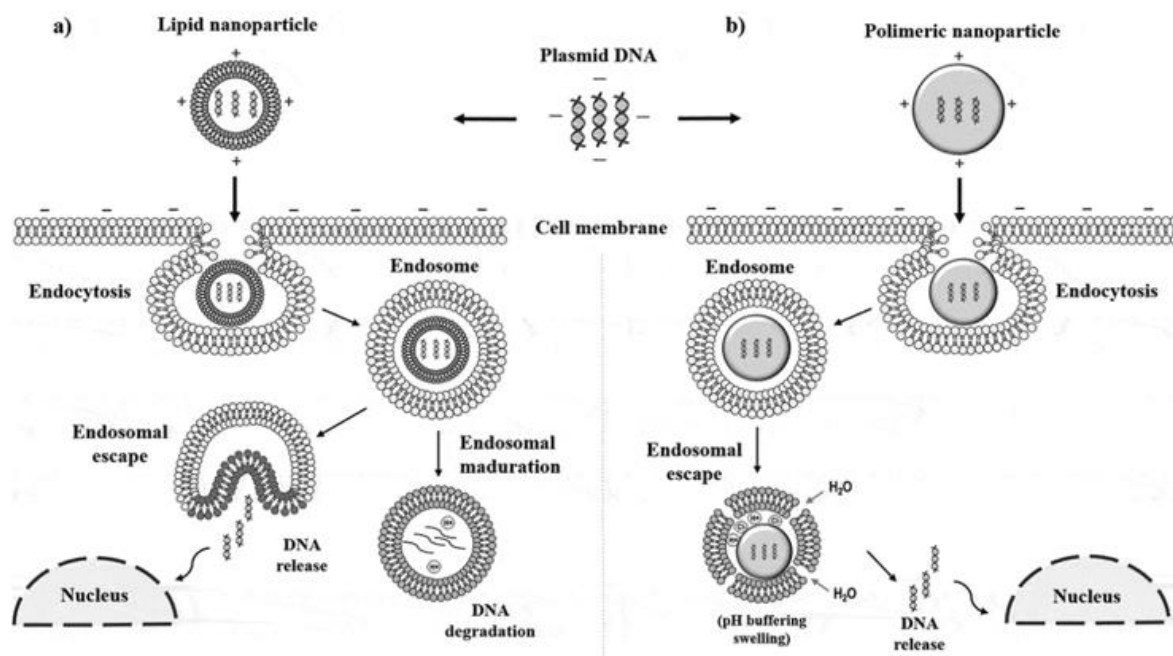 a)
Lipid nanoparticle
Plasmid DNA
b)
Polimeric nanoparticle
Cell membrane
Endocytosis
Endosome
Endosomal
escape
Endosomal
maduration
DNA
release
Nucleus
DNA
degradation
Endosome
Endocytosis
Endosomal
escape
H₂O
H₂O
(pH buffering
swelling)
DNA
release
Nucleus